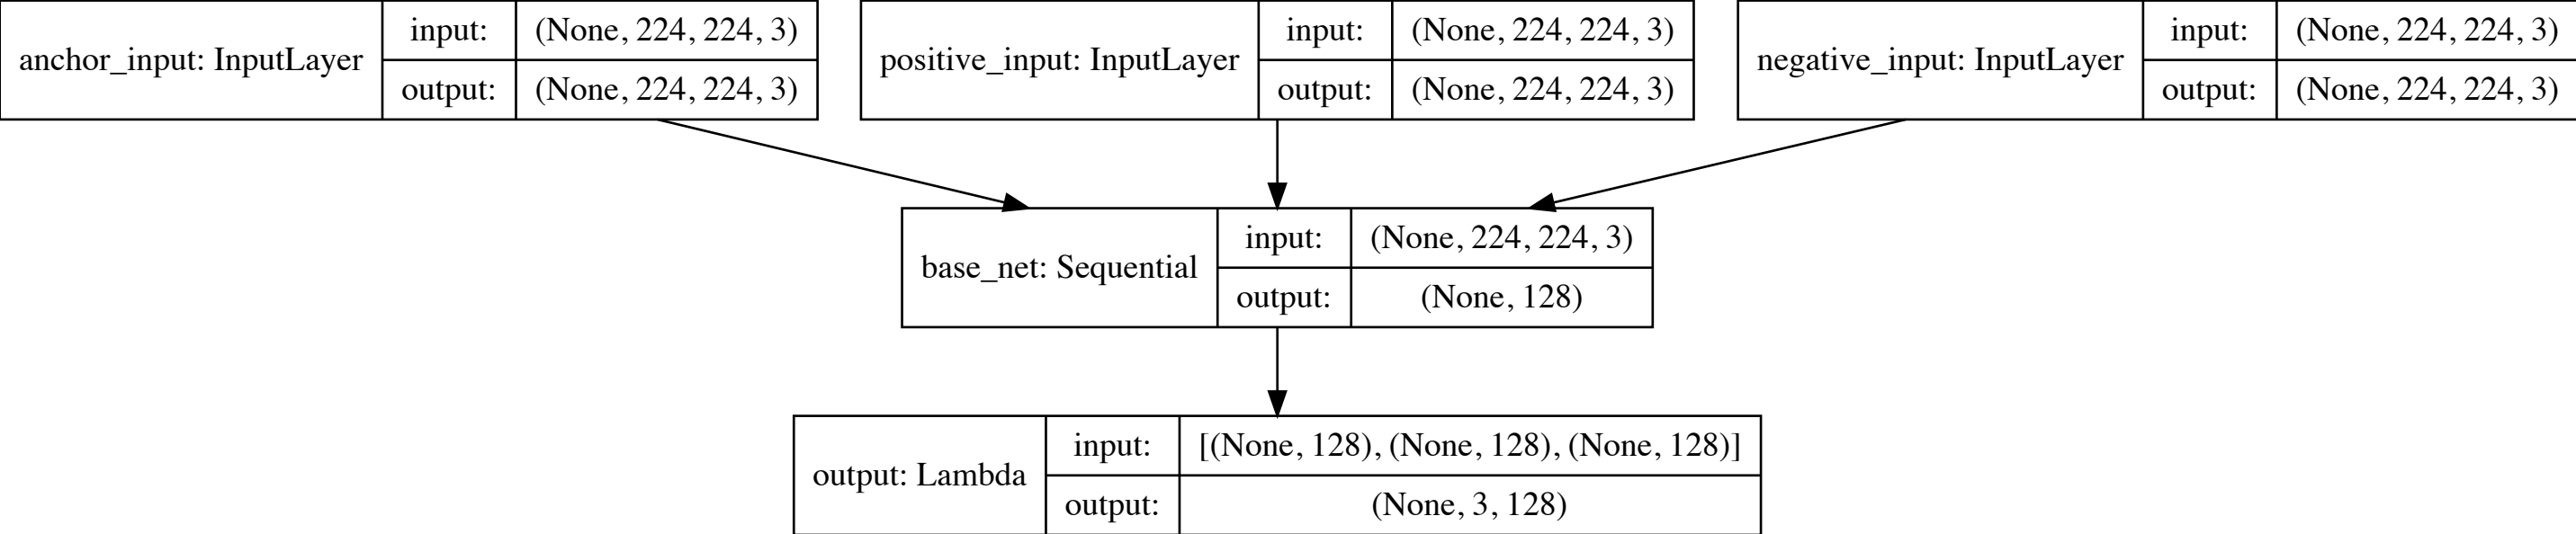 anchor_input: InputLayer
input:
(None, 224, 224, 3)
output:
(None, 224, 224, 3)
positive_input: InputLayer
input:
(None, 224, 224, 3)
output:
(None, 224, 224, 3)
negative_input: InputLayer
input:
(None, 224, 224, 3)
output:
(None, 224, 224, 3)
base_net: Sequential
input:
(None, 224, 224, 3)
output:
(None, 128)
output: Lambda
input:
[(None, 128), (None, 128), (None, 128)]
output:
(None, 3, 128)